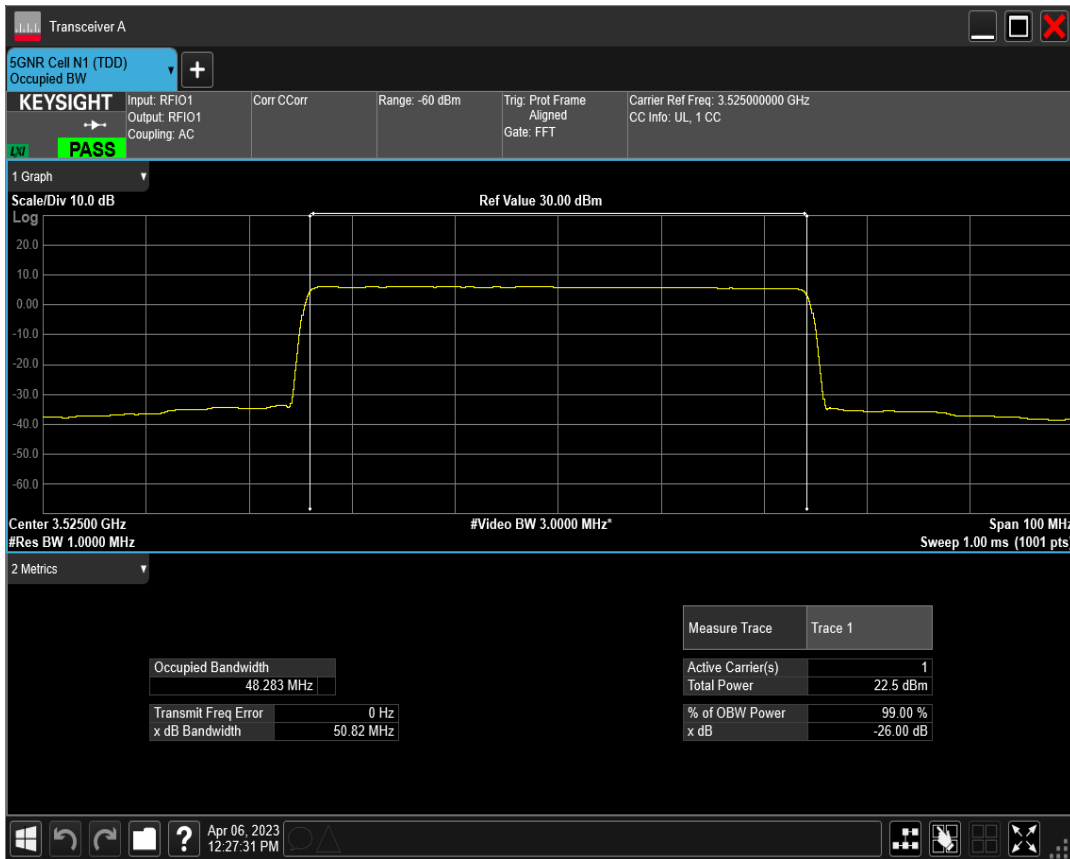 Transceiver A
5GNR Cell N1 (TDD)
Occupied BW
+
KEYSIGHT
LXI
PASS
Input: RFIO1
Output: RFIO1
Coupling: AC
Corr CCorr
Range: -60 dBm
Trig: Prot Frame
Aligned
Gate: FFT
Carrier Ref Freq: 3.525000000 GHz
CC Info: UL, 1 CC
1 Graph
Scale/Div 10.0 dB
Ref Value 30.00 dBm
Log
20.0
10.0
0.00
-10.0
-20.0
-30.0
-40.0
-50.0
-60.0
Center 3.52500 GHz
#Video BW 3.0000 MHz*
Span 100 MHz
#Res BW 1.0000 MHz
Sweep 1.00 ms (1001 pts)
2 Metrics
Measure Trace Trace 1
Occupied Bandwidth
48.283 MHz
Active Carrier(s) 1
Total Power 22.5 dBm
Transmit Freq Error 0 Hz
x dB Bandwidth 50.82 MHz
% of OBW Power 99.00 %
x dB -26.00 dB
?
Apr 06, 2023
12:27:31 PM